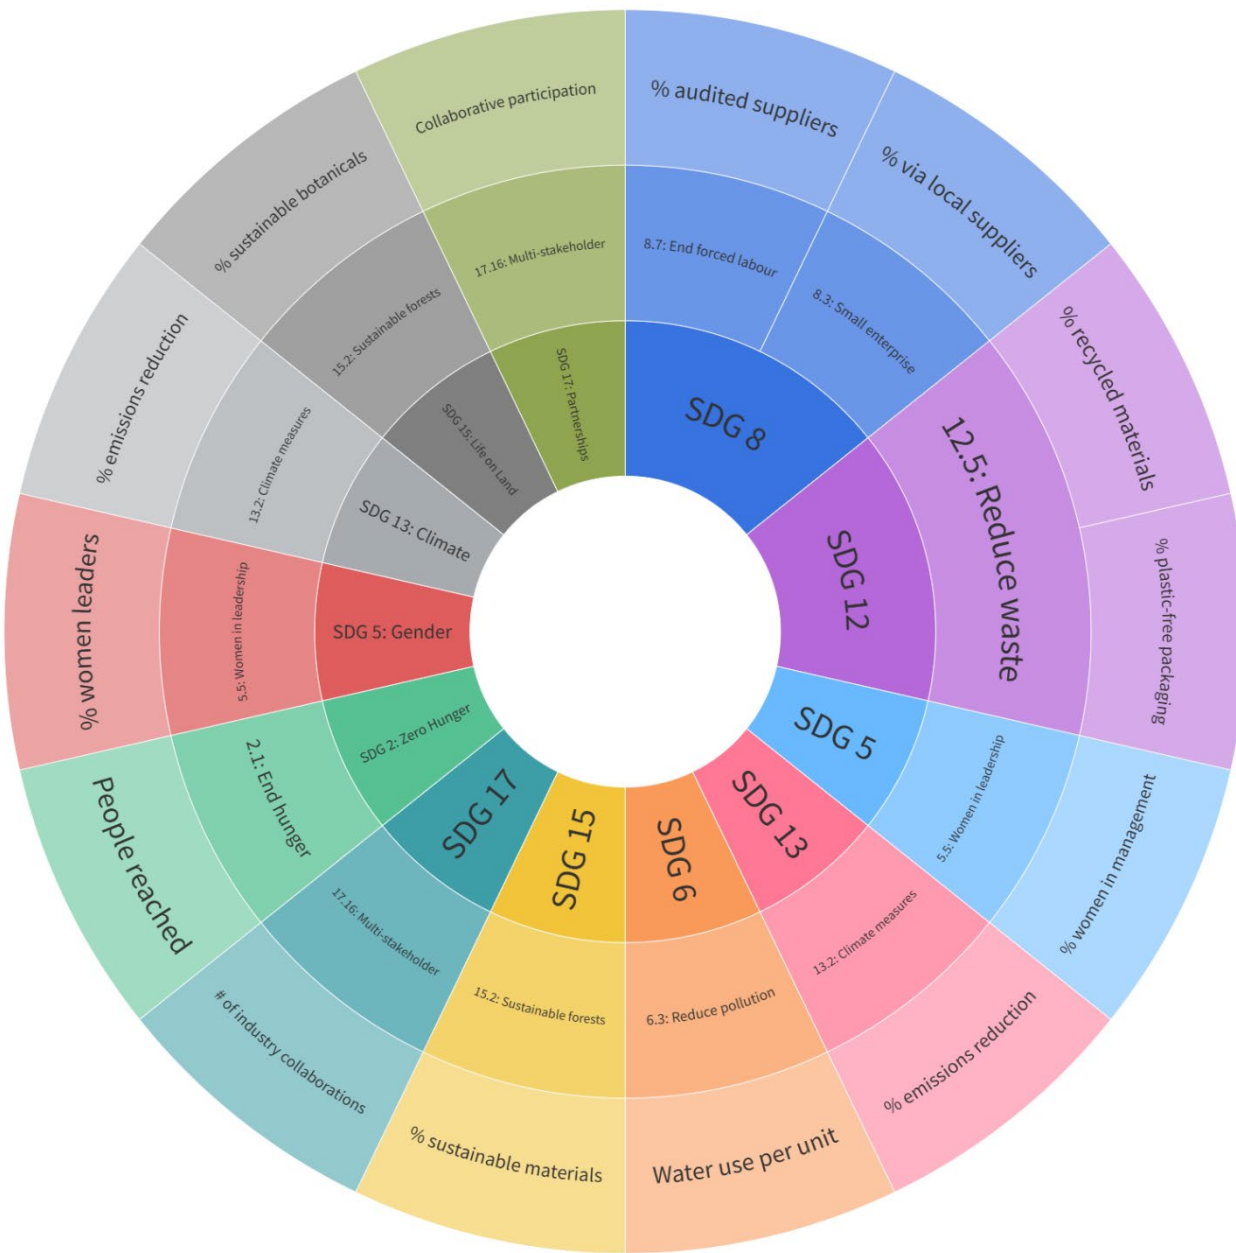 SDG 8
8.7: End forced labour
% audited suppliers
8.3: Small enterprise
% via local suppliers
SDG 12
12.5: Reduce waste
% recycled materials
% plastic-free packaging
SDG 5
5.5: Women in leadership
% women in management
SDG 13
13.2: Climate measures
% emissions reduction
SDG 6
6.3: Reduce pollution
Water use per unit
SDG 15
15.2: Sustainable forests
% sustainable materials
SDG 17
17.16: Multi-stakeholder
# of industry collaborations
SDG 2: Zero Hunger
2.1: End hunger
People reached
SDG 5: Gender
5.5: Women in leadership
% women leaders
SDG 13: Climate
13.2: Climate measures
% emissions reduction
SDG 15: Life on Land
15.2: Sustainable forests
% sustainable botanicals
SDG 17: Partnerships
17.16: Multi-stakeholder
Collaborative participation